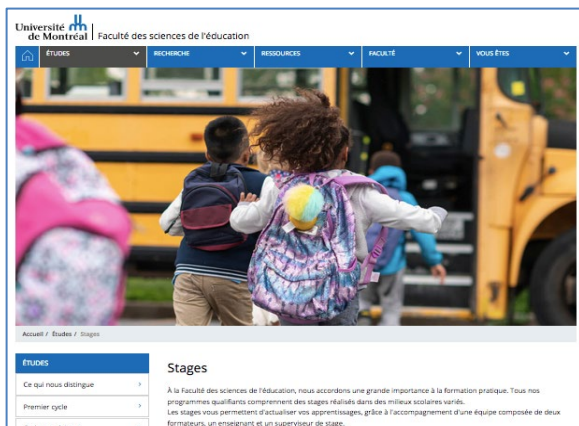 Université
de Montréal
Faculté des sciences de l'éducation
ÉTUDES
RECHERCHE
RESSOURCES
FACULTÉ
VOUS ÊTES
Accueil / Études / Stages
ÉTUDES
Ce qui nous distingue
Premier cycle
Stages
À la Faculté des sciences de l'éducation, nous accordons une grande importance à la formation pratique. Tous nos
programmes qualifiants comprennent des stages réalisés dans des milieux scolaires variés.
Les stages vous permettent d'actualiser vos apprentissages, grâce à l'accompagnement d'une équipe composée de deux
formateurs, un enseignant et un superviseur de stage.